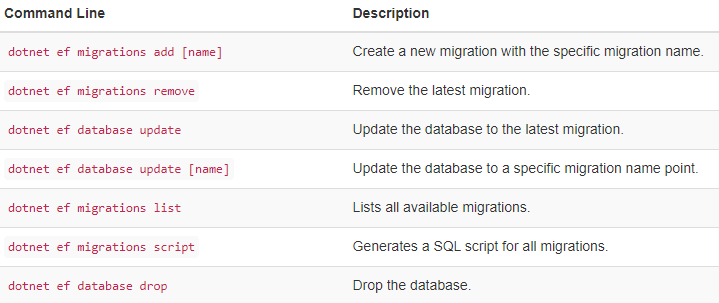 Command Line Description
dotnet ef migrations add [name] Create a new migration with the specific migration name.
dotnet ef migrations remove Remove the latest migration.
dotnet ef database update Update the database to the latest migration.
dotnet ef database update [name] Update the database to a specific migration name point.
dotnet ef migrations list Lists all available migrations.
dotnet ef migrations script Generates a SQL script for all migrations.
dotnet ef database drop Drop the database.